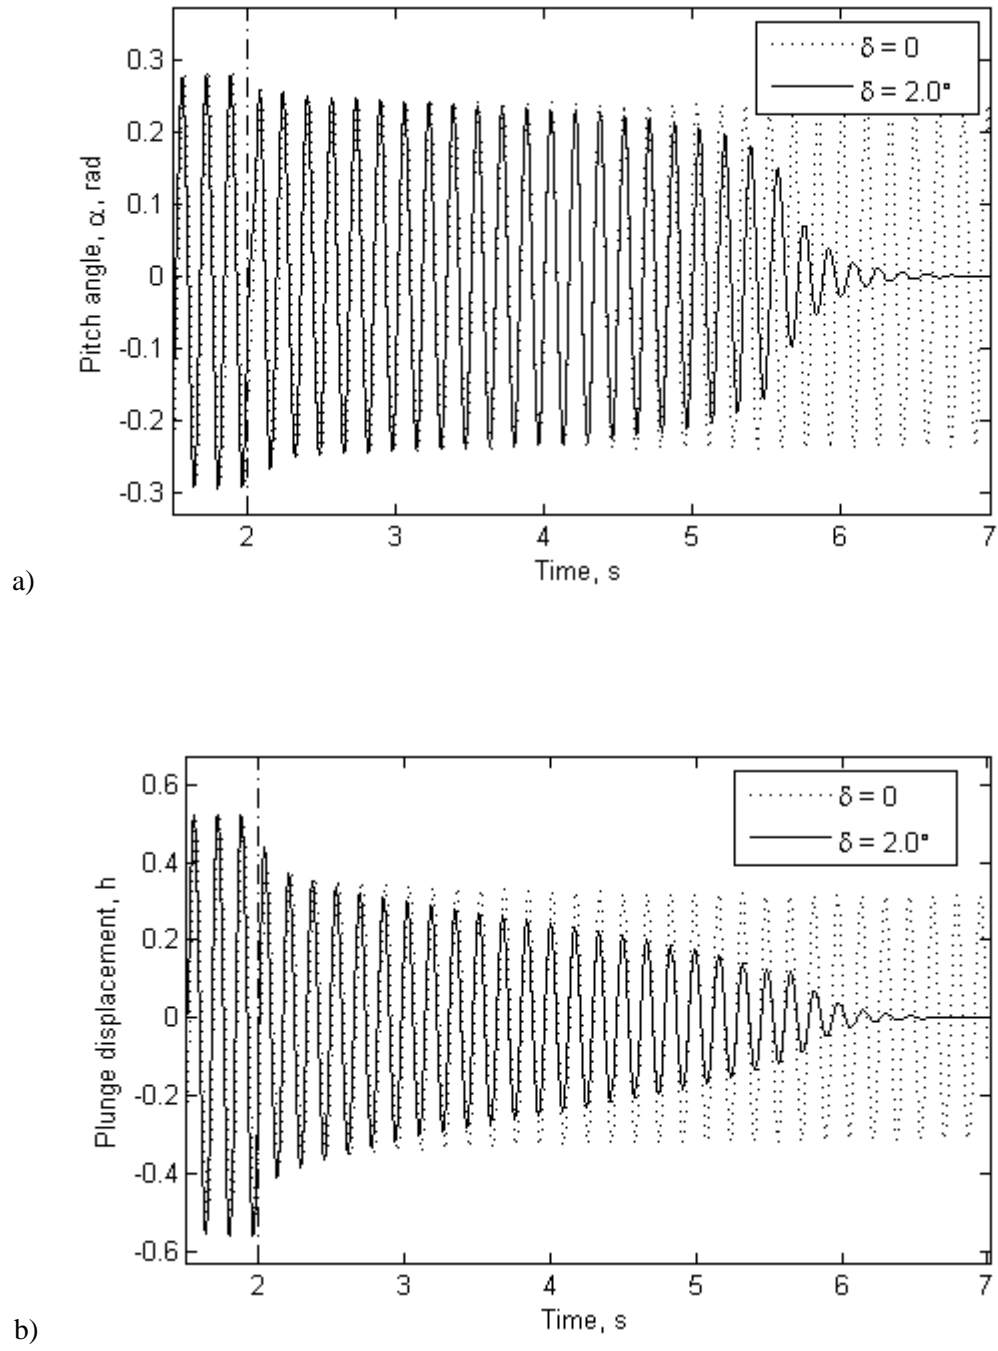 0.3
0.2
0.1
0
-0.1
-0.2
-0.3
Pitch angle, α, rad
δ = 0
δ = 2.0°
2 3 4 5 6 7
Time, s
a)
0.6
0.4
0.2
0
-0.2
-0.4
-0.6
Plunge displacement, h
δ = 0
δ = 2.0°
2 3 4 5 6 7
Time, s
b)